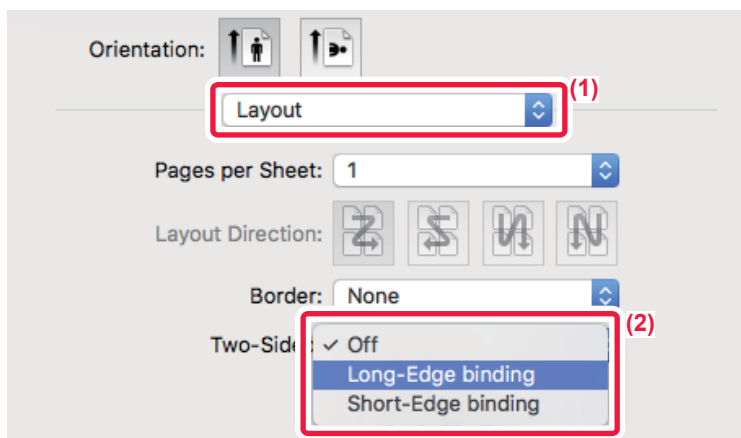 Orientation:
(1)
Layout
Pages per Sheet: 1
Layout Direction:
Border: None
(2)
Two-Side : ✓ Off
Long-Edge binding
Short-Edge binding